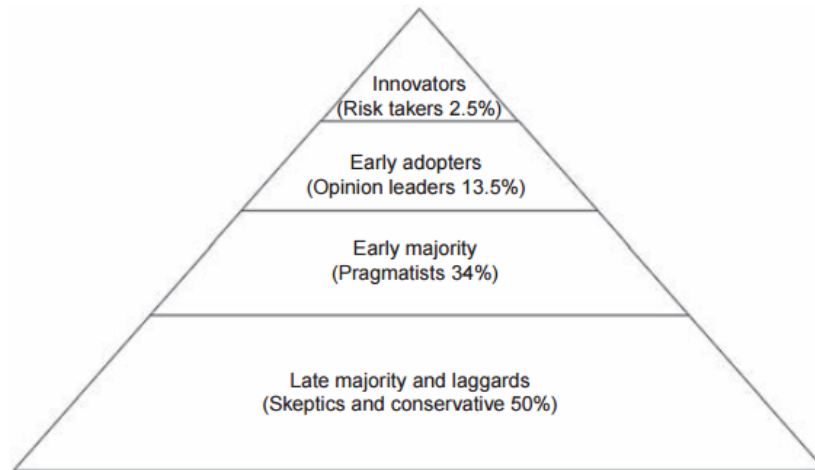 Innovators
(Risk takers 2.5%)
Early adopters
(Opinion leaders 13.5%)
Early majority
(Pragmatists 34%)
Late majority and laggards
(Skeptics and conservative 50%)